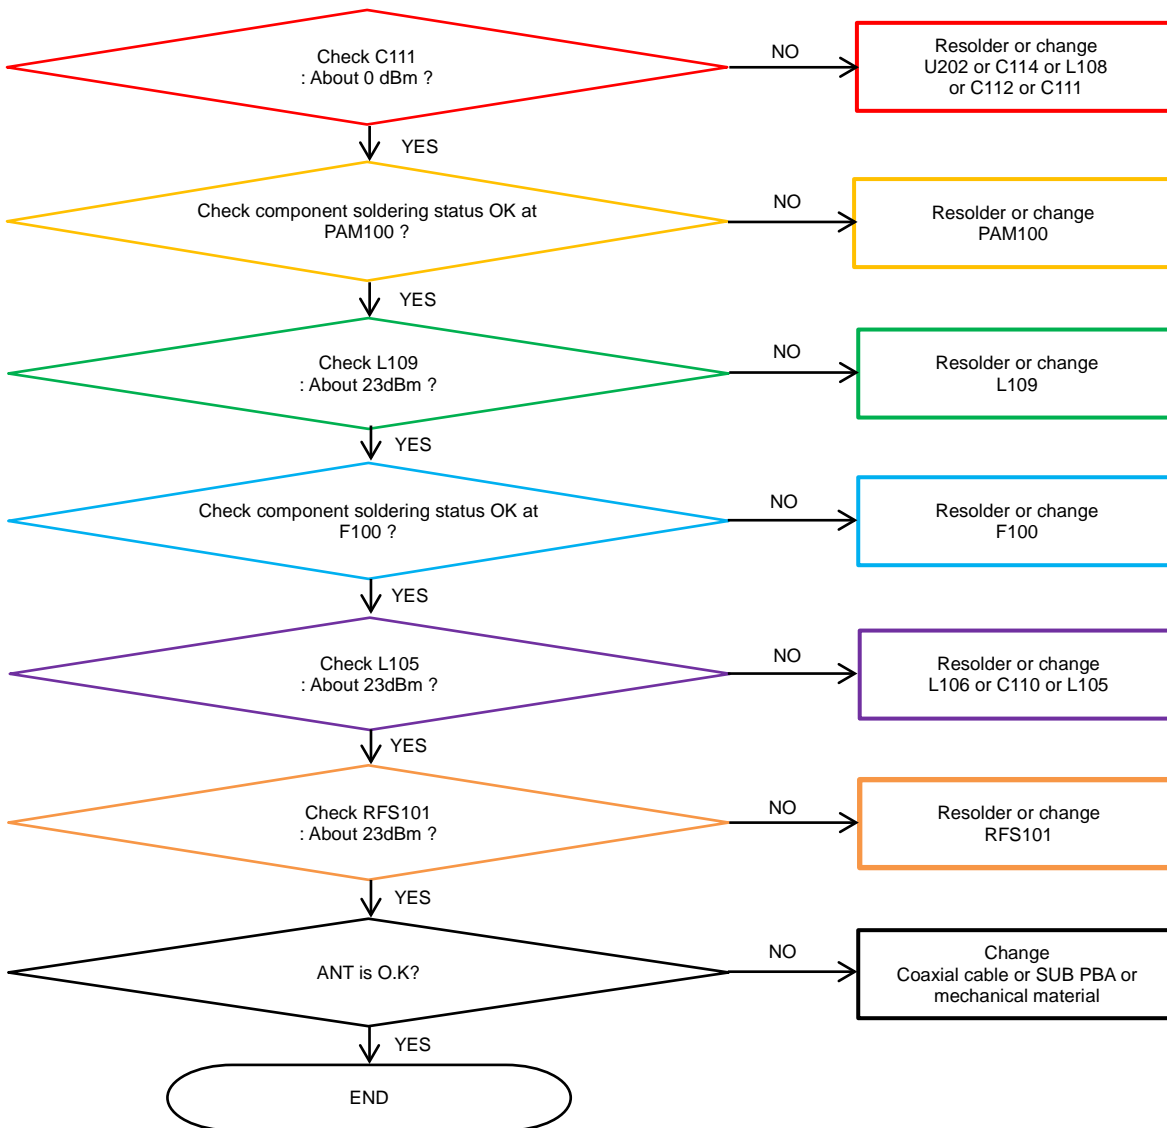 Check C111
: About 0 dBm ?
NO
Resolder or change
U202 or C114 or L108
or C112 or C111
YES
Check component soldering status OK at
PAM100 ?
NO
Resolder or change
PAM100
YES
Check L109
: About 23dBm ?
NO
Resolder or change
L109
YES
Check component soldering status OK at
F100 ?
NO
Resolder or change
F100
YES
Check L105
: About 23dBm ?
NO
Resolder or change
L106 or C110 or L105
YES
Check RFS101
: About 23dBm ?
NO
Resolder or change
RFS101
YES
ANT is O.K?
NO
Change
Coaxial cable or SUB PBA or
mechanical material
YES
END